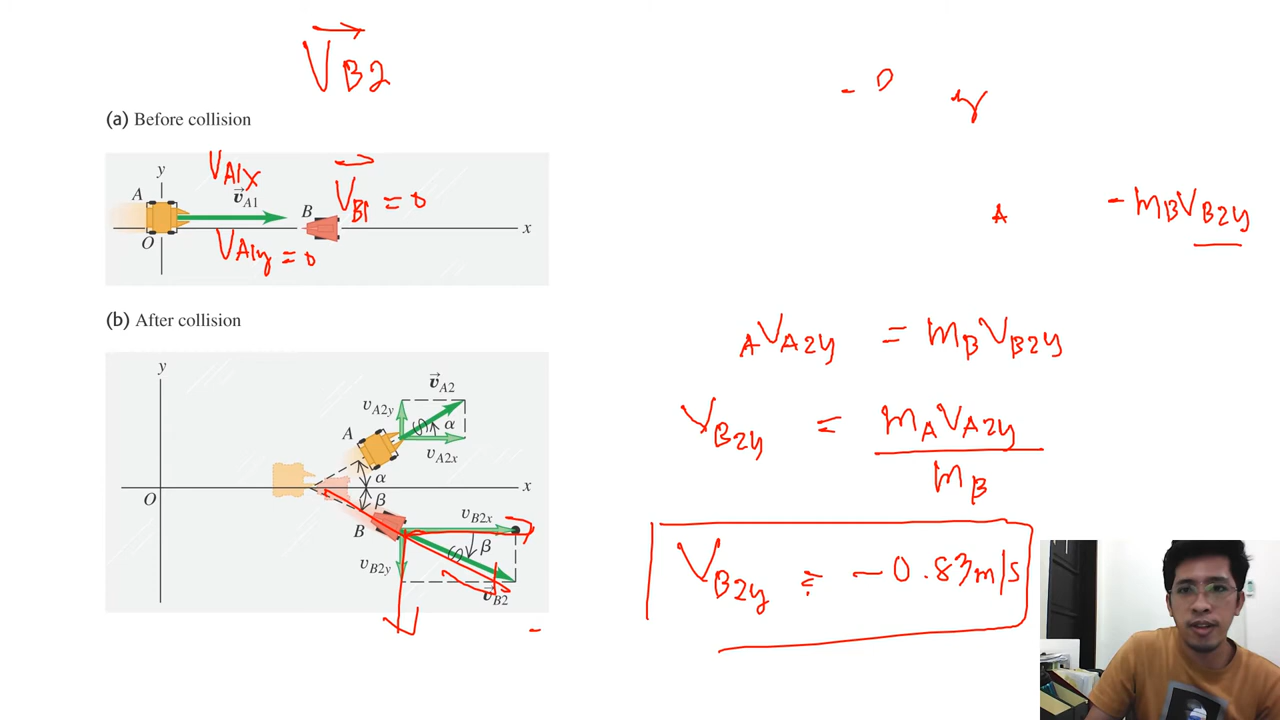 V⃗B2
(a) Before collision
y
VA1x
V⃗B1 = 0
A
v⃗A1
B
O
x
VA1y = 0
(b) After collision
y
v⃗A2
vA2y
α
A
vA2x
α
O
x
β
vB2x
B
β
vB2y
v⃗B2
- 0
A
- mBVB2y
AVA2y = mBVB2y
VB2y = mAVA2y
mB
VB2y = -0.83m/s